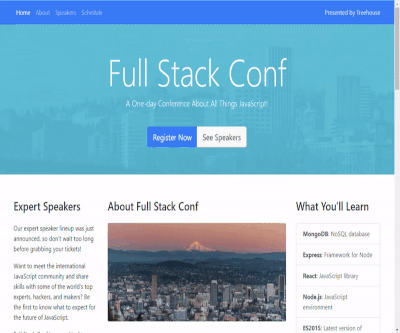 Home About Speakers Schedule Presented by Treehouse
Full Stack Conf
A One-day Conference About All Things JavaScript!
Register Now See Speakers
Expert Speakers
Our expert speaker lineup was just
announced, so don't wait too long
before grabbing your tickets!
Want to meet the international
JavaScript community and share
skills with some of the world's top
experts, hackers, and makers? Be
the first to know what to expect for
the future of JavaScript.
About Full Stack Conf
What You'll Learn
MongoDB: NoSQL database
Express: Framework for Node
React: JavaScript library
Node.js: JavaScript
environment
ES2015: Latest version of